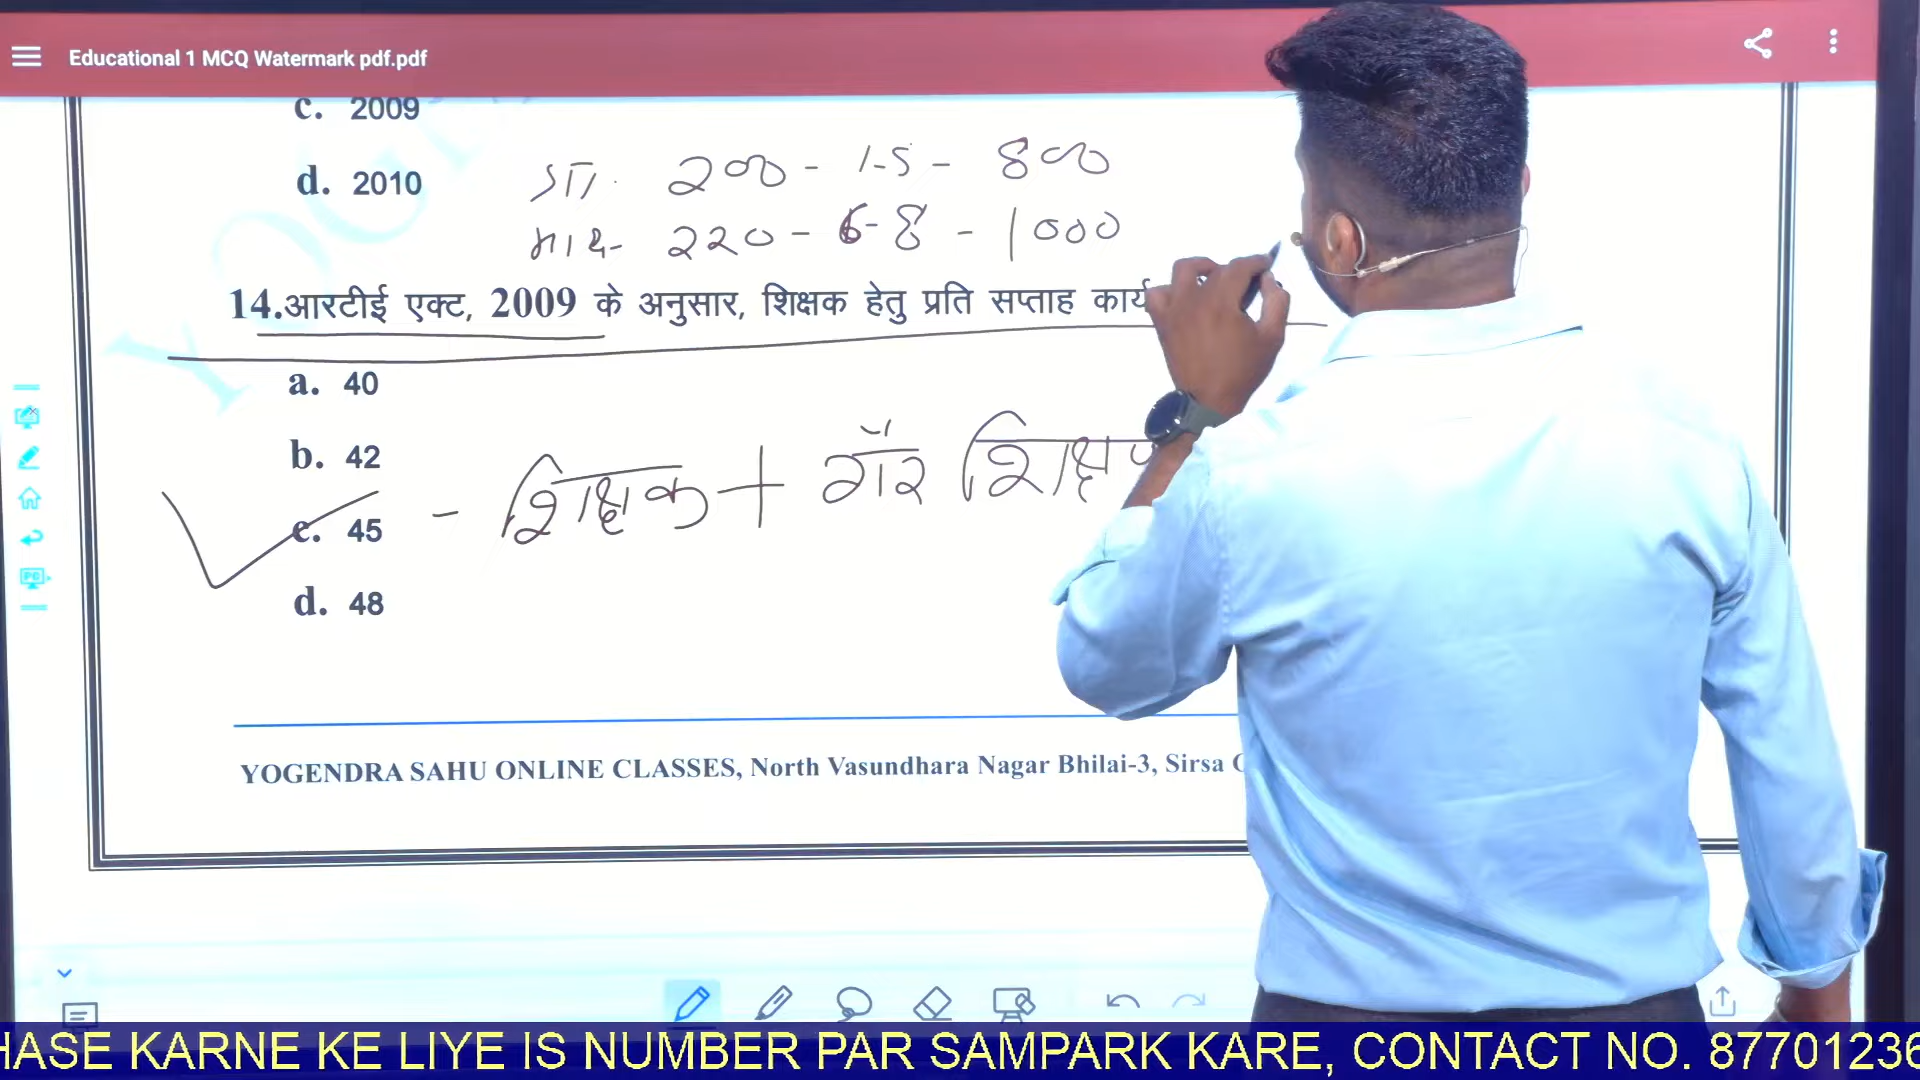 Educational 1 MCQ Watermark pdf.pdf
c. 2009
d. 2010
प्रा. 200 - 1-5 - 800
माध्य- 220 - 6-8 - 1000
14.आरटीई एक्ट, 2009 के अनुसार, शिक्षक हेतु प्रति सप्ताह कार्य
a. 40
b. 42
c. 45 - शिक्षक + गैर शिक्ष
d. 48
YOGENDRA SAHU ONLINE CLASSES, North Vasundhara Nagar Bhilai-3, Sirsa
HASE KARNE KE LIYE IS NUMBER PAR SAMPARK KARE, CONTACT NO. 87701236